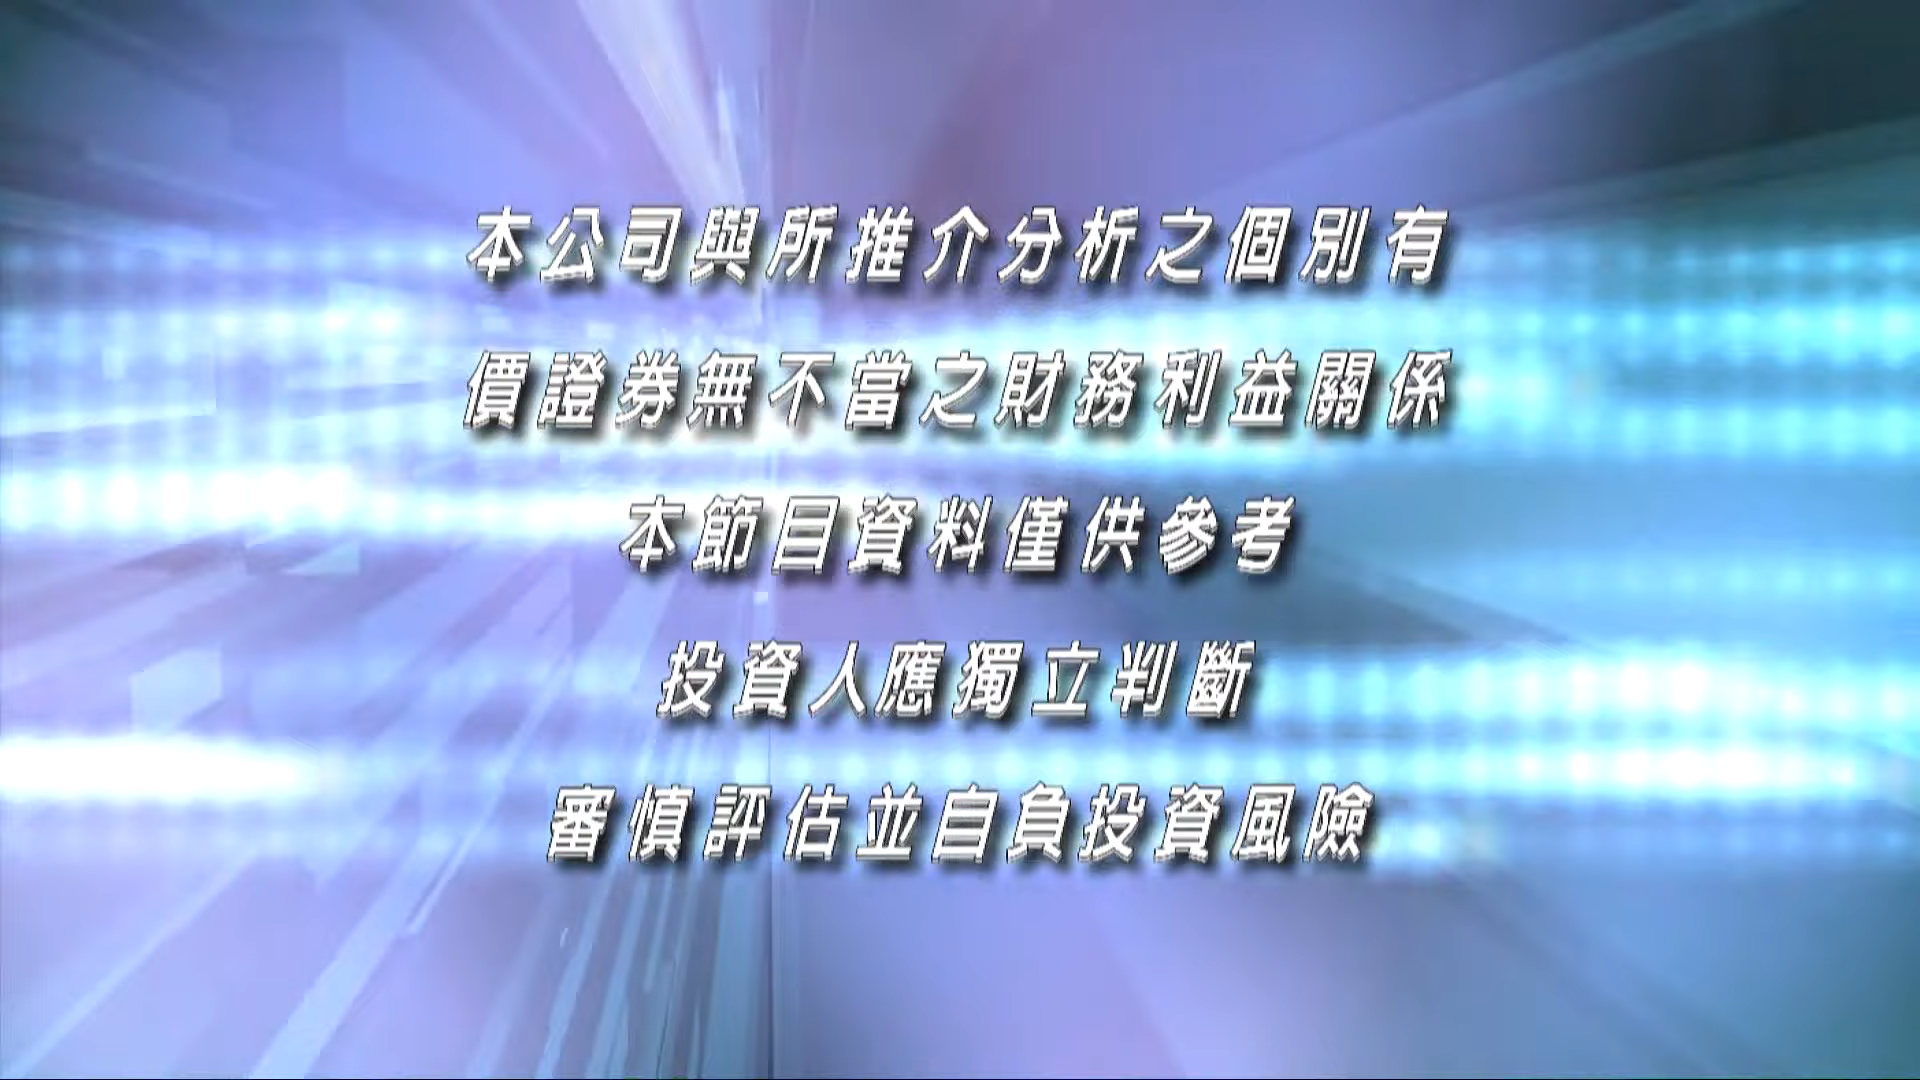 本公司與所推介分析之個別有
價證券無不當之財務利益關係
本節目資料僅供參考
投資人應獨立判斷
審慎評估並自負投資風險